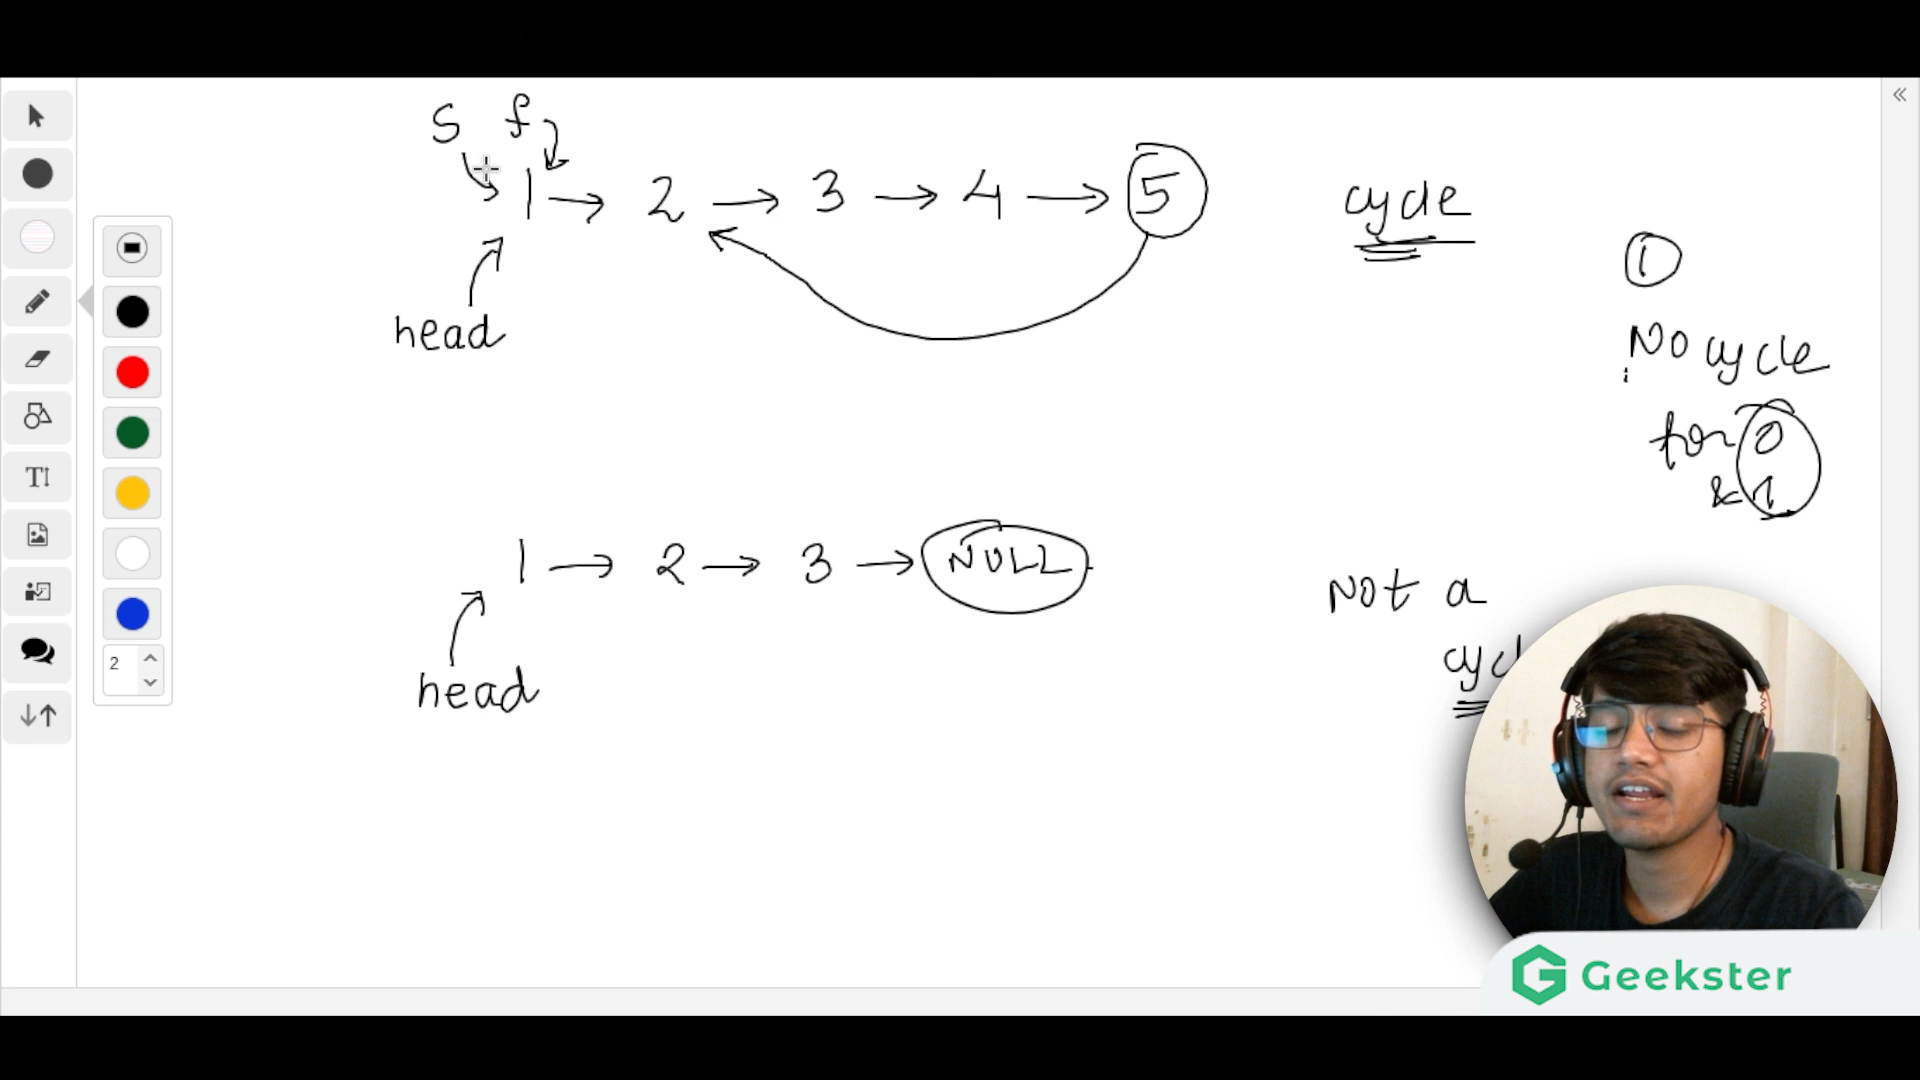 S f
1 → 2 → 3 → 4 → 5
cycle
head
①
No cycle
for 0
& 1
1 → 2 → 3 → NULL
Not a
head
TI
2
Geekster